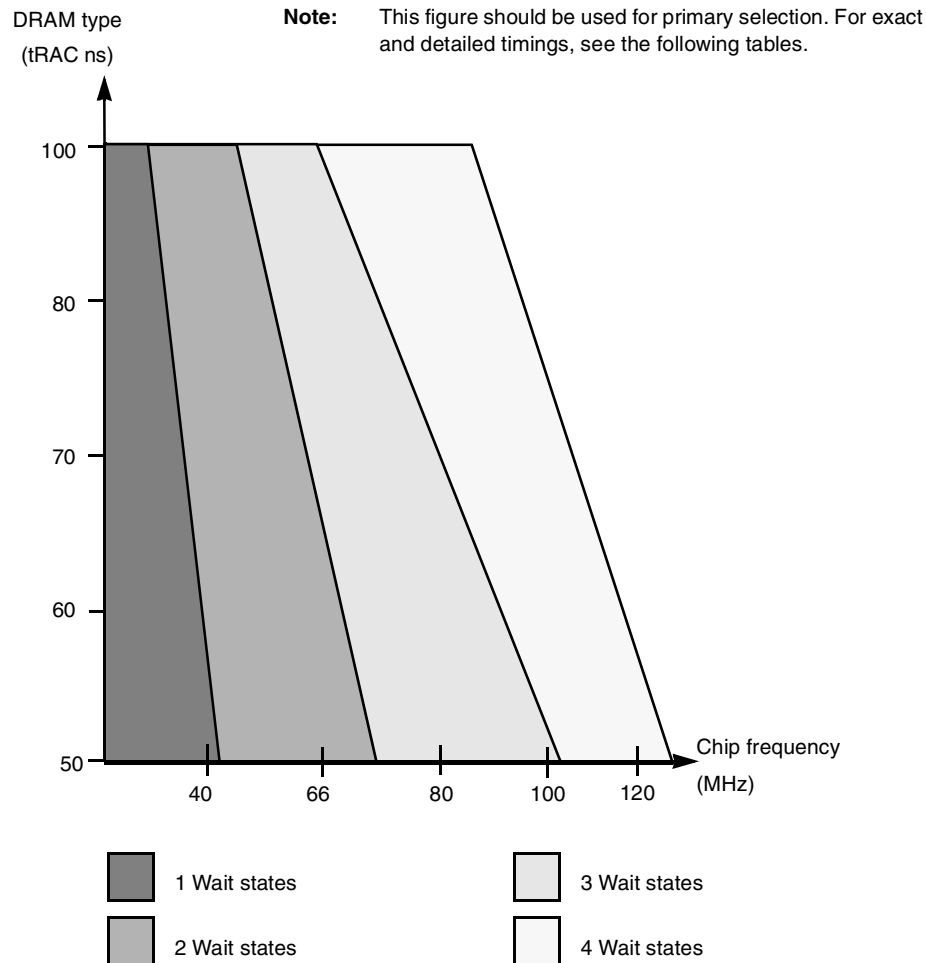 DRAM type
(tRAC ns)
Note: This figure should be used for primary selection. For exact
and detailed timings, see the following tables.
100
80
70
60
50
40
66
80
100
120
Chip frequency
(MHz)
1 Wait states
2 Wait states
3 Wait states
4 Wait states